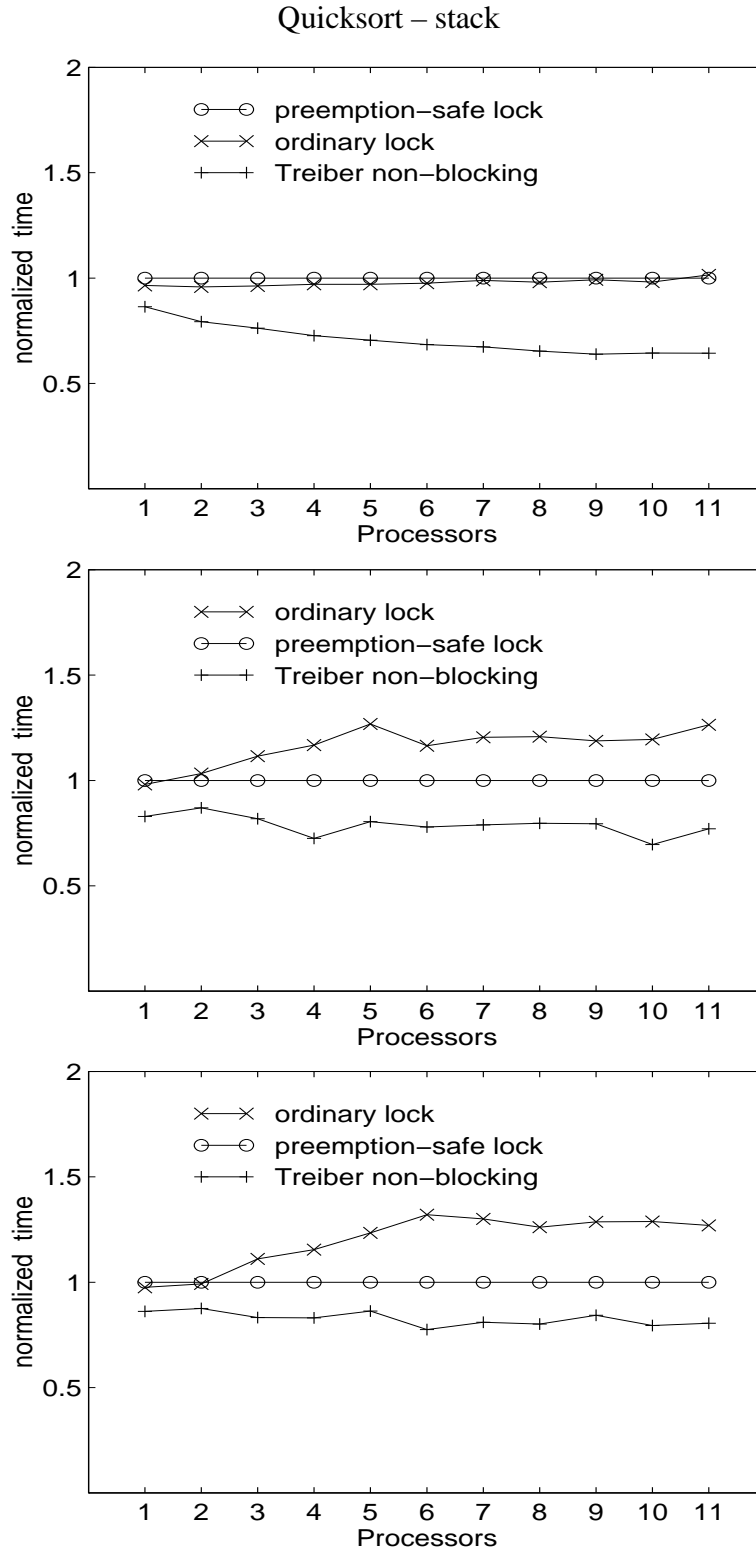 Quicksort – stack
2
preemption−safe lock
ordinary lock
Treiber non−blocking
1.5
1
0.5
normalized time
1 2 3 4 5 6 7 8 9 10 11
Processors
2
ordinary lock
preemption−safe lock
Treiber non−blocking
1.5
1
0.5
normalized time
1 2 3 4 5 6 7 8 9 10 11
Processors
2
ordinary lock
preemption−safe lock
Treiber non−blocking
1.5
1
0.5
normalized time
1 2 3 4 5 6 7 8 9 10 11
Processors